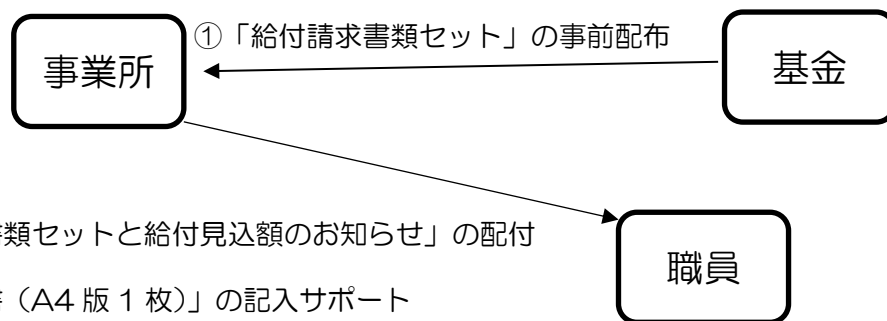 ①「給付請求書類セット」の事前配布
事業所
基金
類セットと給付見込額のお知らせ」の配付
職員
（A4 版 1 枚）」の記入サポート